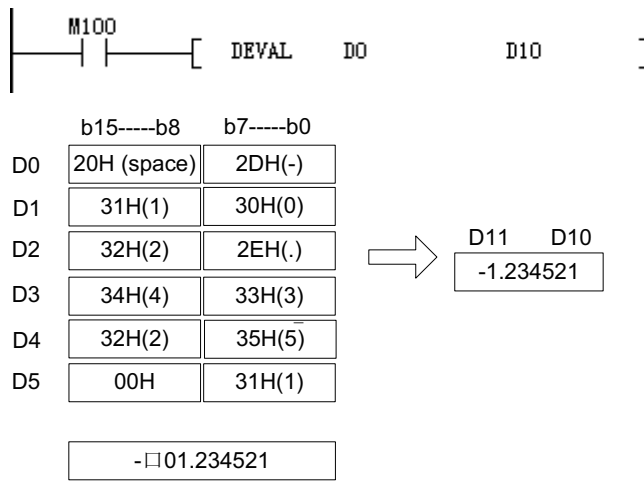 M100
DEVAL D0 D10
b15-----b8 b7-----b0
D0 20H (space) 2DH(-)
D1 31H(1) 30H(0)
D2 32H(2) 2EH(.)
D11 D10
-1.234521
D3 34H(4) 33H(3)
D4 32H(2) 35H(5)
D5 00H 31H(1)
-□01.234521